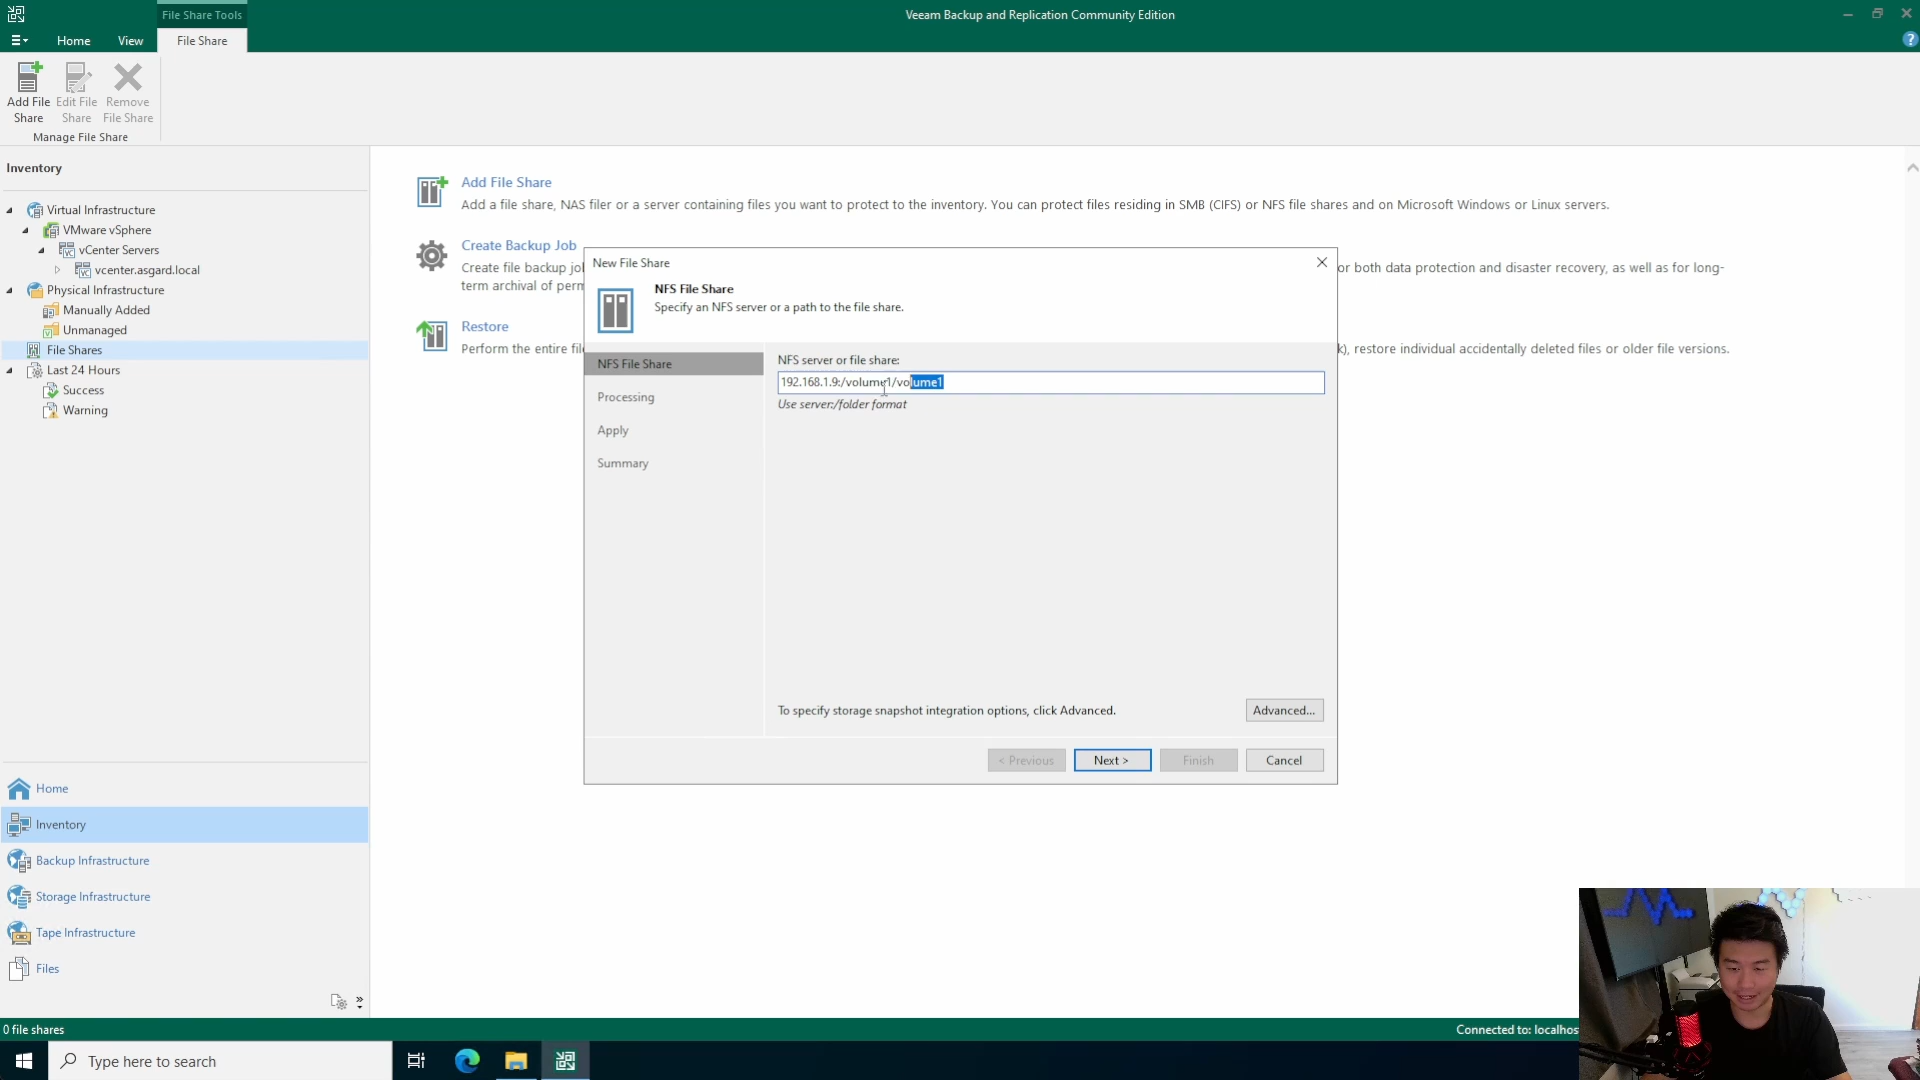 File Share Tools
Veeam Backup and Replication Community Edition
Home
View
File Share
Add File Share
Edit File Share
Remove File Share
Manage File Share
Inventory
Virtual Infrastructure
VMware vSphere
vCenter Servers
vcenter.asgard.local
Physical Infrastructure
Manually Added
Unmanaged
File Shares
Last 24 Hours
Success
Warning
Home
Inventory
Backup Infrastructure
Storage Infrastructure
Tape Infrastructure
Files
Add File Share
Add a file share, NAS filer or a server containing files you want to protect to the inventory. You can protect files residing in SMB (CIFS) or NFS file shares and on Microsoft Windows or Linux servers.
Create Backup Job
Create file backup jo
or both data protection and disaster recovery, as well as for long-
term archival of perm
Restore
Perform the entire file
k), restore individual accidentally deleted files or older file versions.
New File Share
NFS File Share
Specify an NFS server or a path to the file share.
NFS File Share
Processing
Apply
Summary
NFS server or file share:
192.168.1.9:/volume1/volume1
Use server:/folder format
To specify storage snapshot integration options, click Advanced.
Advanced...
< Previous
Next >
Finish
Cancel
0 file shares
Connected to: localhos
Type here to search